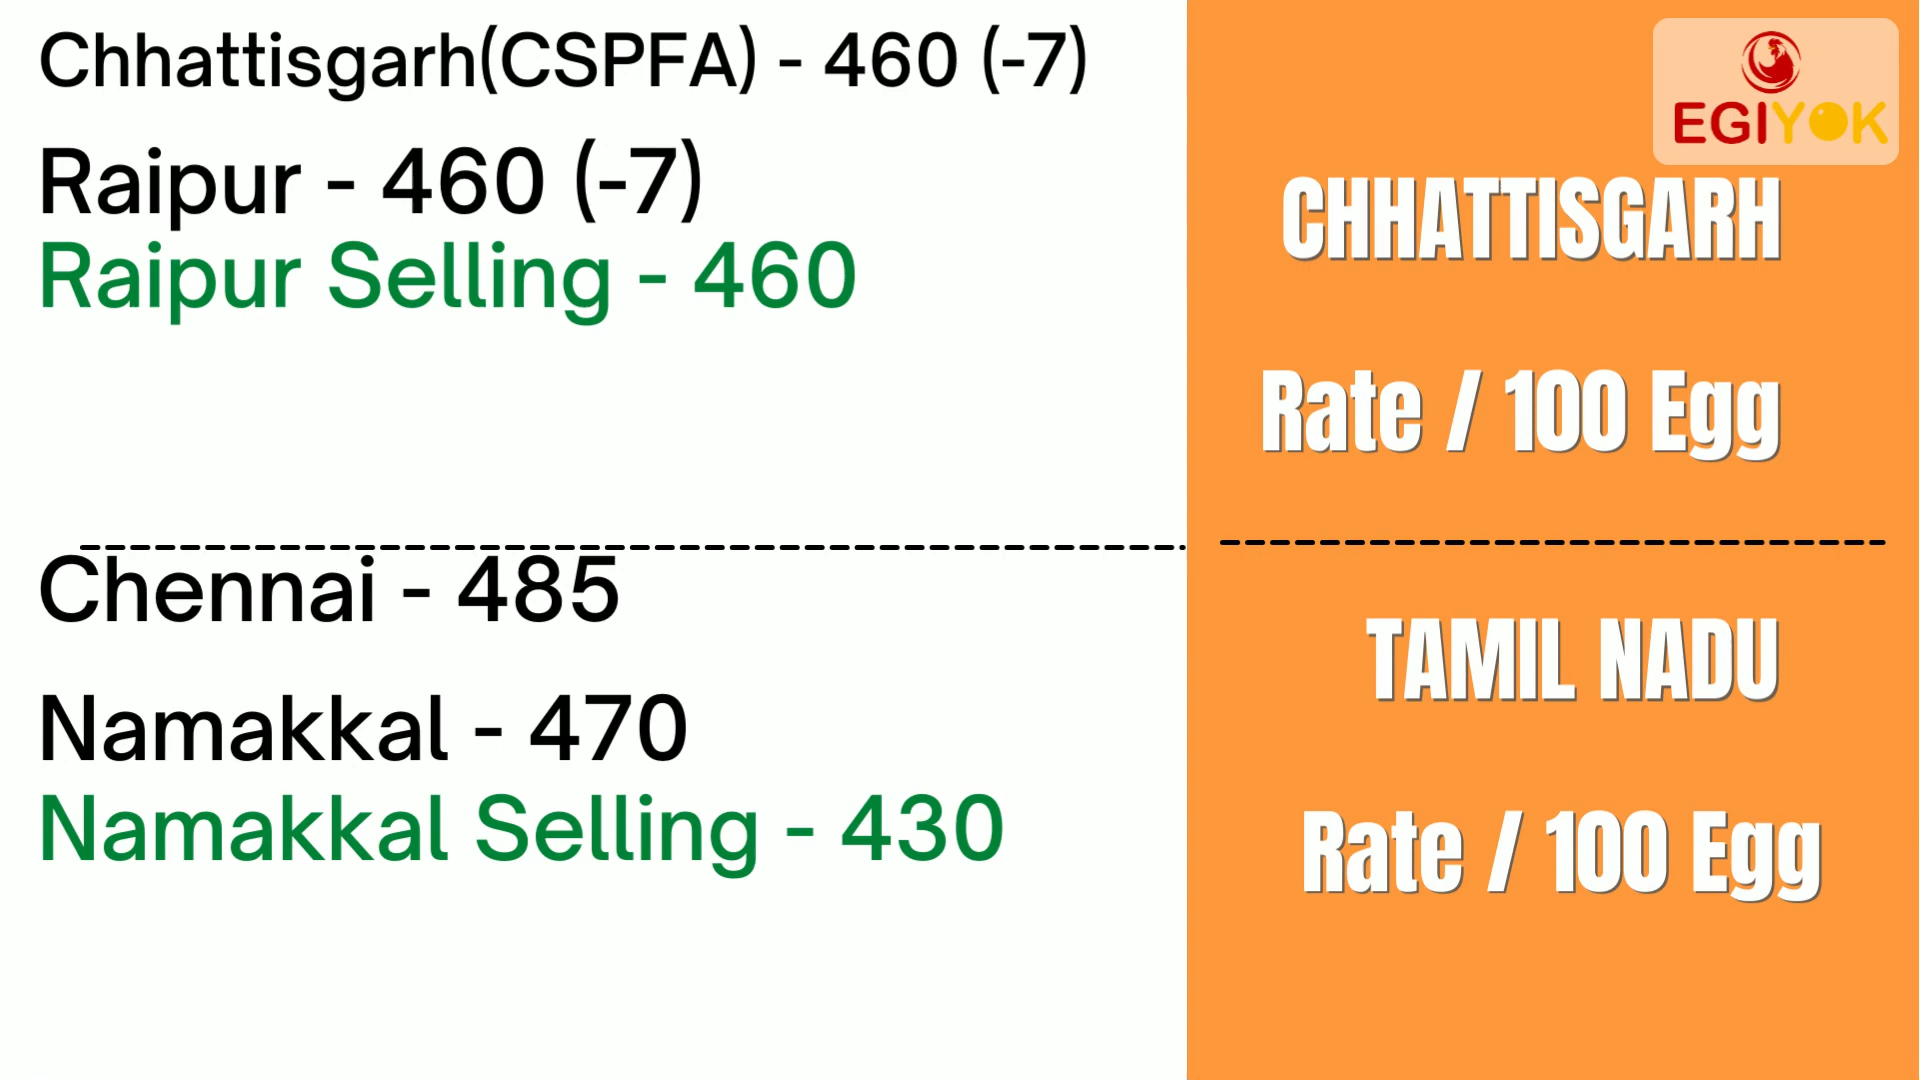 Chhattisgarh(CSPFA) - 460 (-7)
Raipur - 460 (-7)
Raipur Selling - 460
EGIYOK
CHHATTISGARH
Rate / 100 Egg
Chennai - 485
Namakkal - 470
Namakkal Selling - 430
TAMIL NADU
Rate / 100 Egg